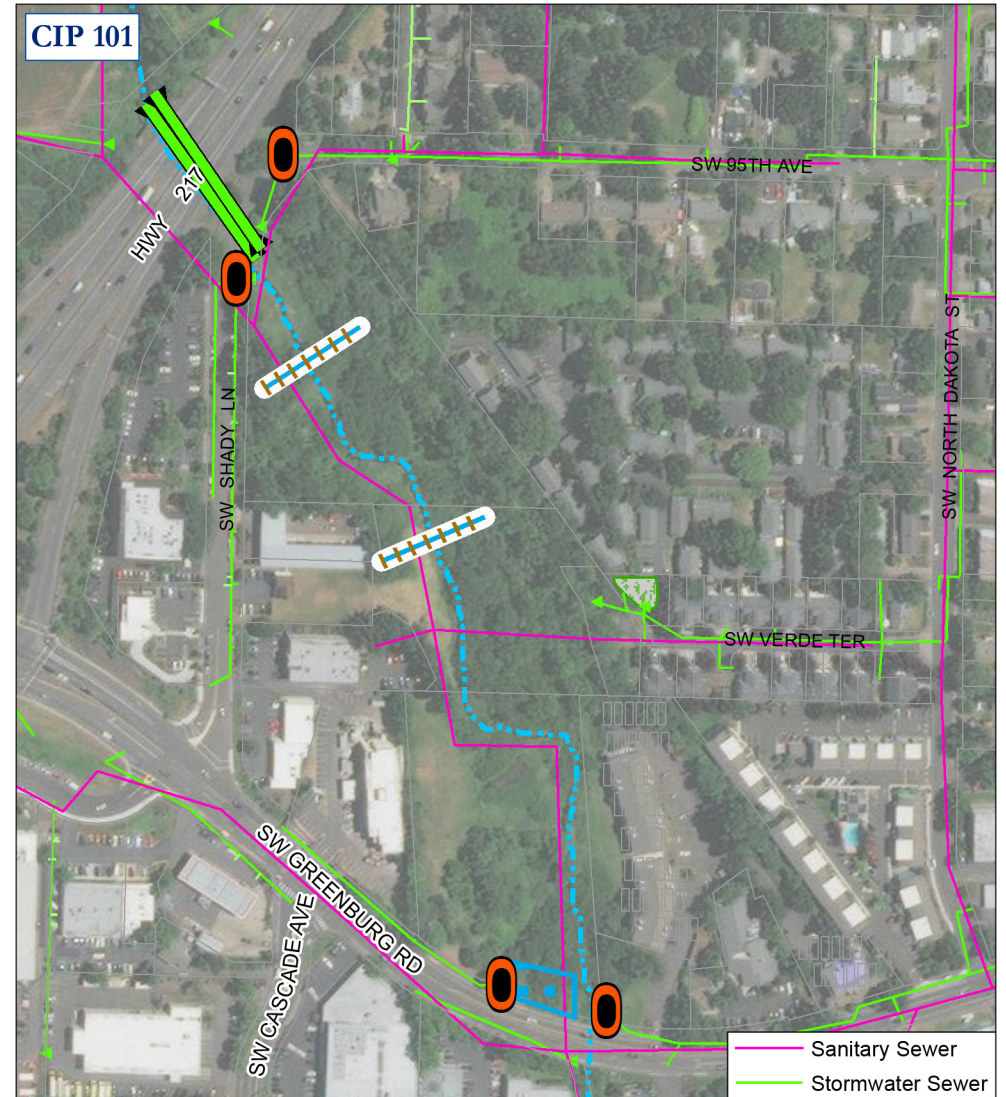 CIP 101
SW 95TH AVE
HWY 217
SW NORTH DAKOTA ST
SW SHADY LN
SW VERDE TER
SW GREENBURG RD
SW CASCADE AVE
Sanitary Sewer
Stormwater Sewer